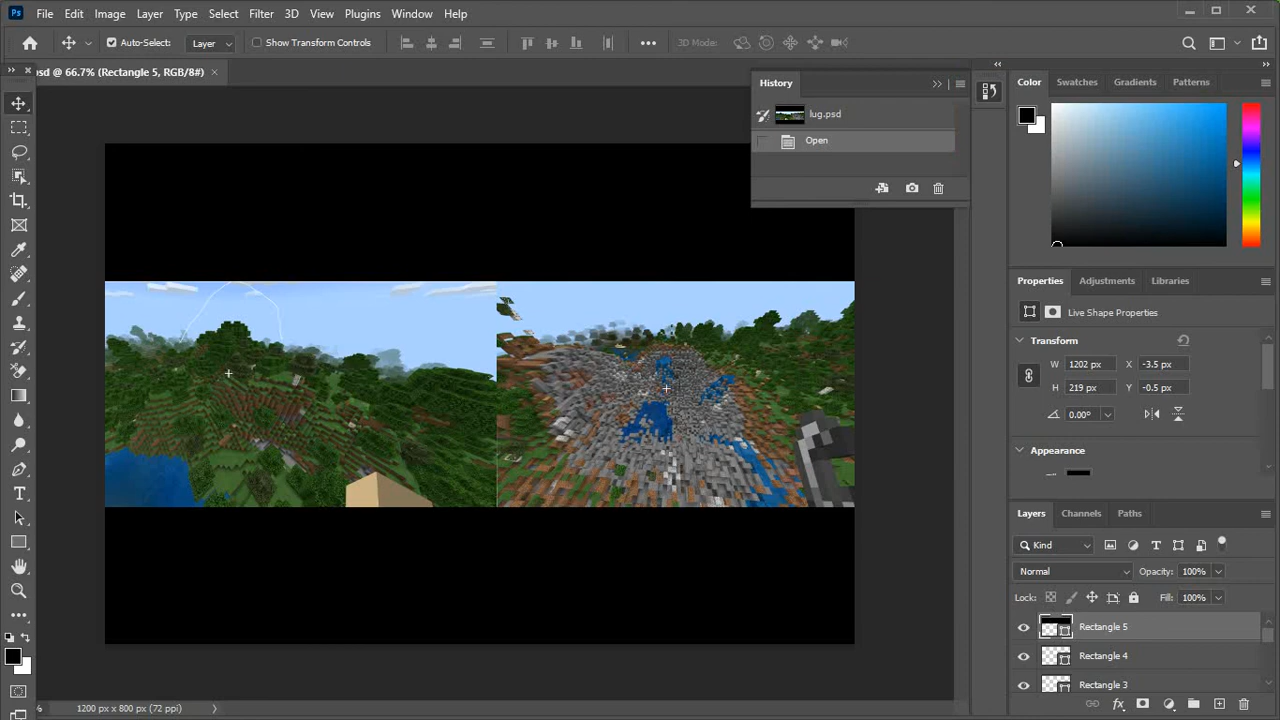 Ps File Edit Image Layer Type Select Filter 3D View Plugins Window Help
Auto-Select: Layer Show Transform Controls 3D Mode:
sd @ 66.7% (Rectangle 5, RGB/8#)
History
lug.psd
Open
Color Swatches Gradients Patterns
Properties Adjustments Libraries
Live Shape Properties
Transform
W 1202 px X -3.5 px
H 219 px Y -0.5 px
0.00°
Appearance
Layers Channels Paths
Kind
Normal Opacity: 100%
Lock: Fill: 100%
Rectangle 5
Rectangle 4
Rectangle 3
% 1200 px x 800 px (72 ppi)